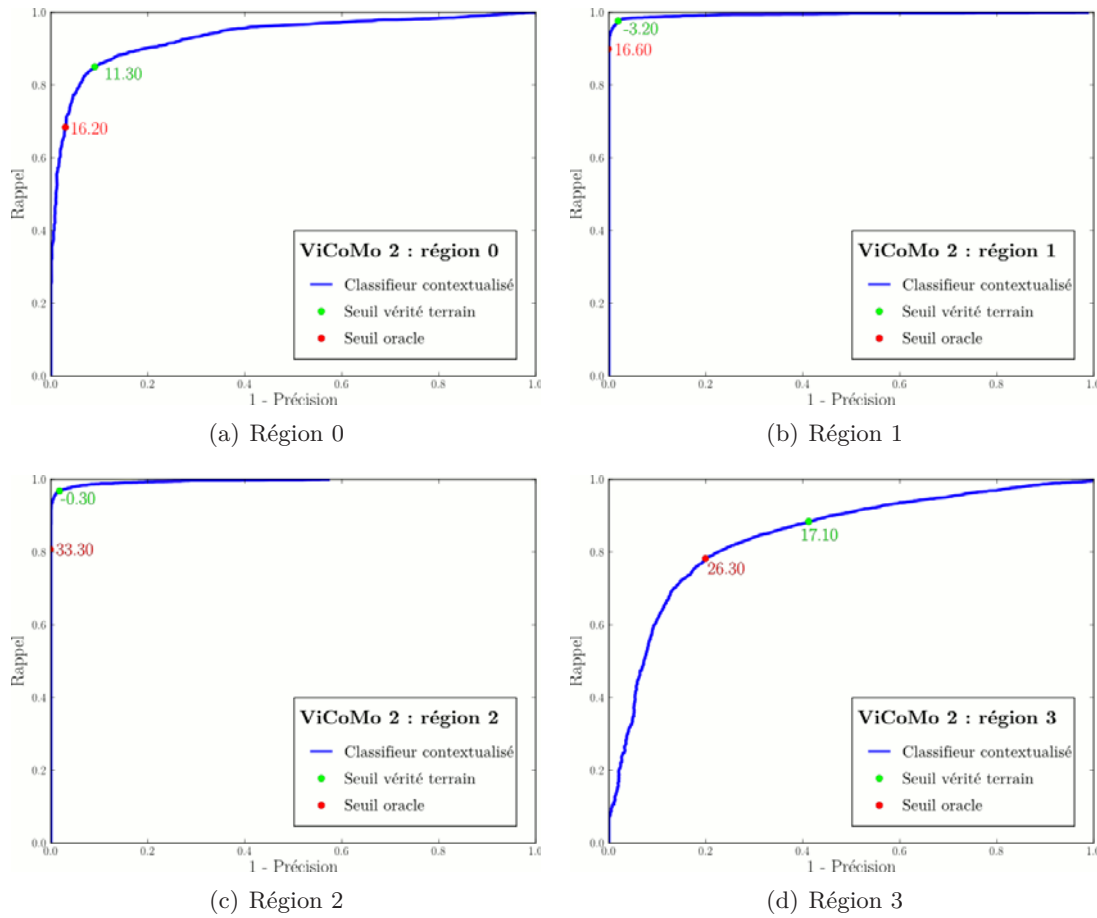 1.0
0.8
0.6
0.4
0.2
0.0
Rappel
11.30
16.20
ViCoMo 2 : région 0
Classifieur contextualisé
Seuil vérité terrain
Seuil oracle
0.0 0.2 0.4 0.6 0.8 1.0
1 - Précision
(a) Région 0
1.0
0.8
0.6
0.4
0.2
0.0
Rappel
-3.20
16.60
ViCoMo 2 : région 1
Classifieur contextualisé
Seuil vérité terrain
Seuil oracle
0.0 0.2 0.4 0.6 0.8 1.0
1 - Précision
(b) Région 1
1.0
0.8
0.6
0.4
0.2
0.0
Rappel
-0.30
33.30
ViCoMo 2 : région 2
Classifieur contextualisé
Seuil vérité terrain
Seuil oracle
0.0 0.2 0.4 0.6 0.8 1.0
1 - Précision
(c) Région 2
1.0
0.8
0.6
0.4
0.2
0.0
Rappel
17.10
26.30
ViCoMo 2 : région 3
Classifieur contextualisé
Seuil vérité terrain
Seuil oracle
0.0 0.2 0.4 0.6 0.8 1.0
1 - Précision
(d) Région 3